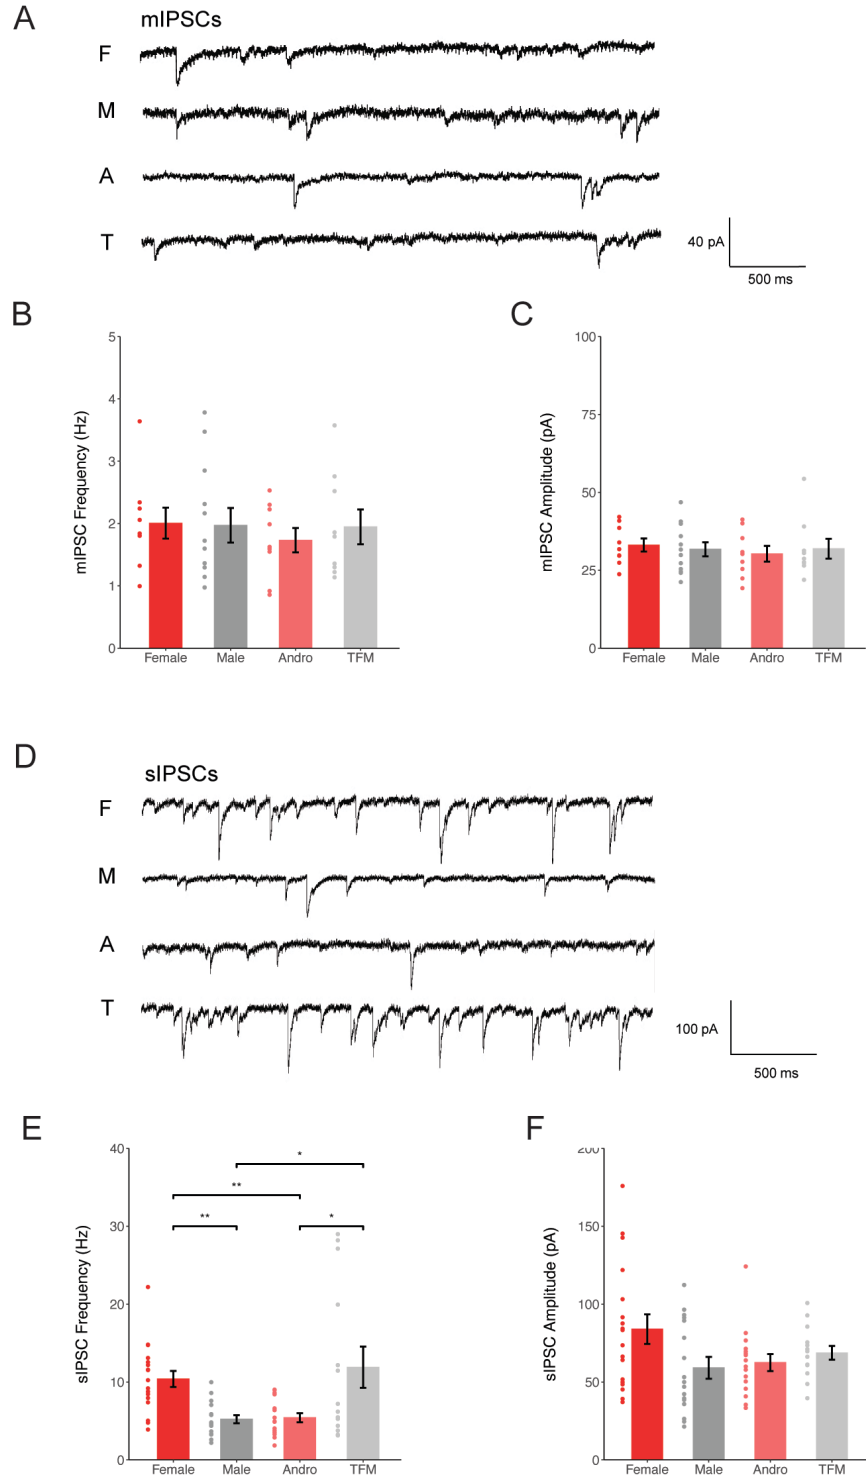 A
mIPSCs
F
M
A
T
40 pA
500 ms
B
C
5
4
3
2
1
0
mIPSC Frequency (Hz)
Female Male Andro TFM
100
75
50
25
0
mIPSC Amplitude (pA)
Female Male Andro TFM
D
sIPSCs
F
M
A
T
100 pA
500 ms
E
F
40
30
20
10
0
sIPSC Frequency (Hz)
*
**
** *
Female Male Andro TFM
200
150
100
50
0
sIPSC Amplitude (pA)
Female Male Andro TFM